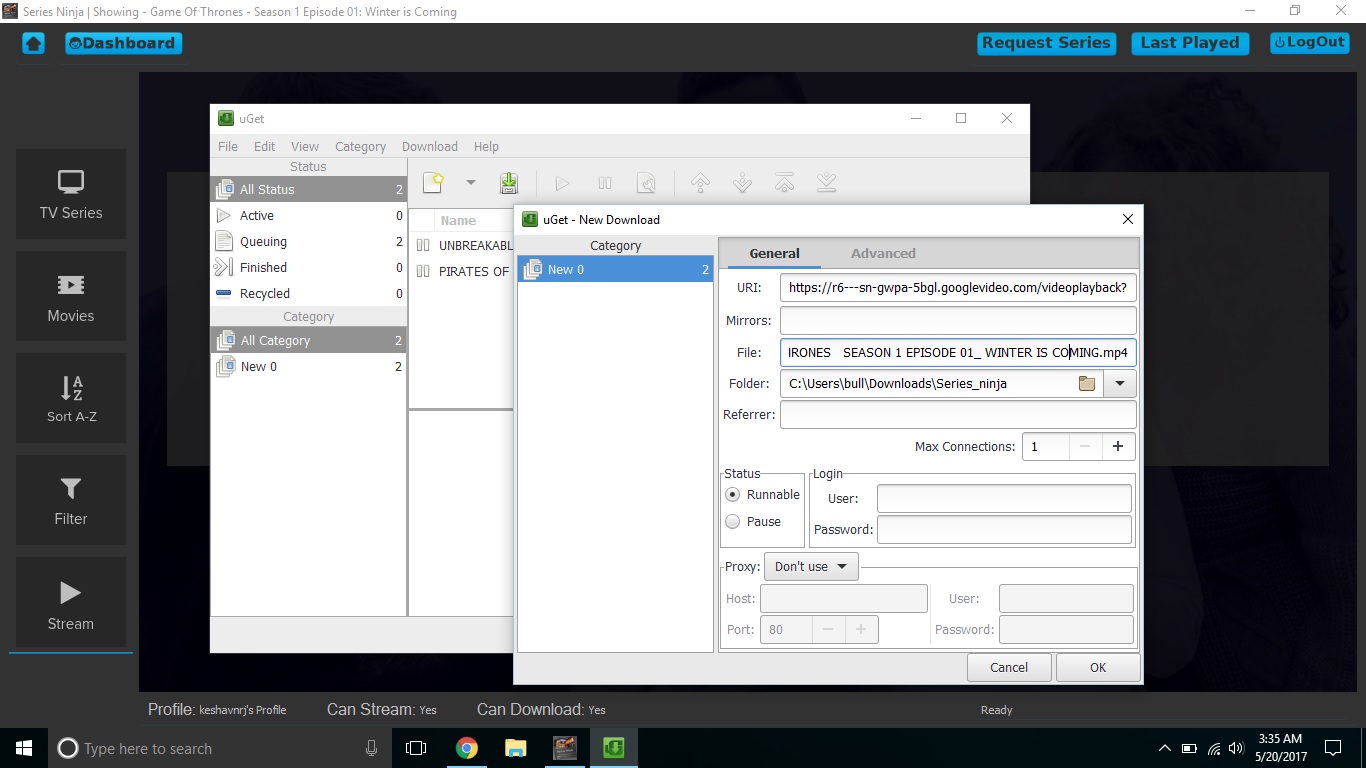 Series Ninja | Showing - Game Of Thrones - Season 1 Episode 01: Winter is Coming
Dashboard
Request Series
Last Played
LogOut
TV Series
Movies
Sort A-Z
Filter
Stream
uGet
File Edit View Category Download Help
Status
All Status 2
Active 0
Queuing 2
Finished 0
Recycled 0
Category
All Category 2
New 0 2
Name
UNBREAKABL
PIRATES OF
uGet - New Download
Category
New 0 2
General Advanced
URI: https://r6---sn-gwpa-5bgl.googlevideo.com/videoplayback?
Mirrors:
File: IRONES   SEASON 1 EPISODE 01_ WINTER IS COMING.mp4
Folder: C:\Users\bull\Downloads\Series_ninja
Referrer:
Max Connections: 1
Status
Runnable
Pause
Login
User:
Password:
Proxy: Don't use
Host: User:
Port: 80 Password:
Cancel OK
Profile: keshavnrj's Profile Can Stream: Yes Can Download: Yes Ready
Type here to search
3:35 AM
5/20/2017